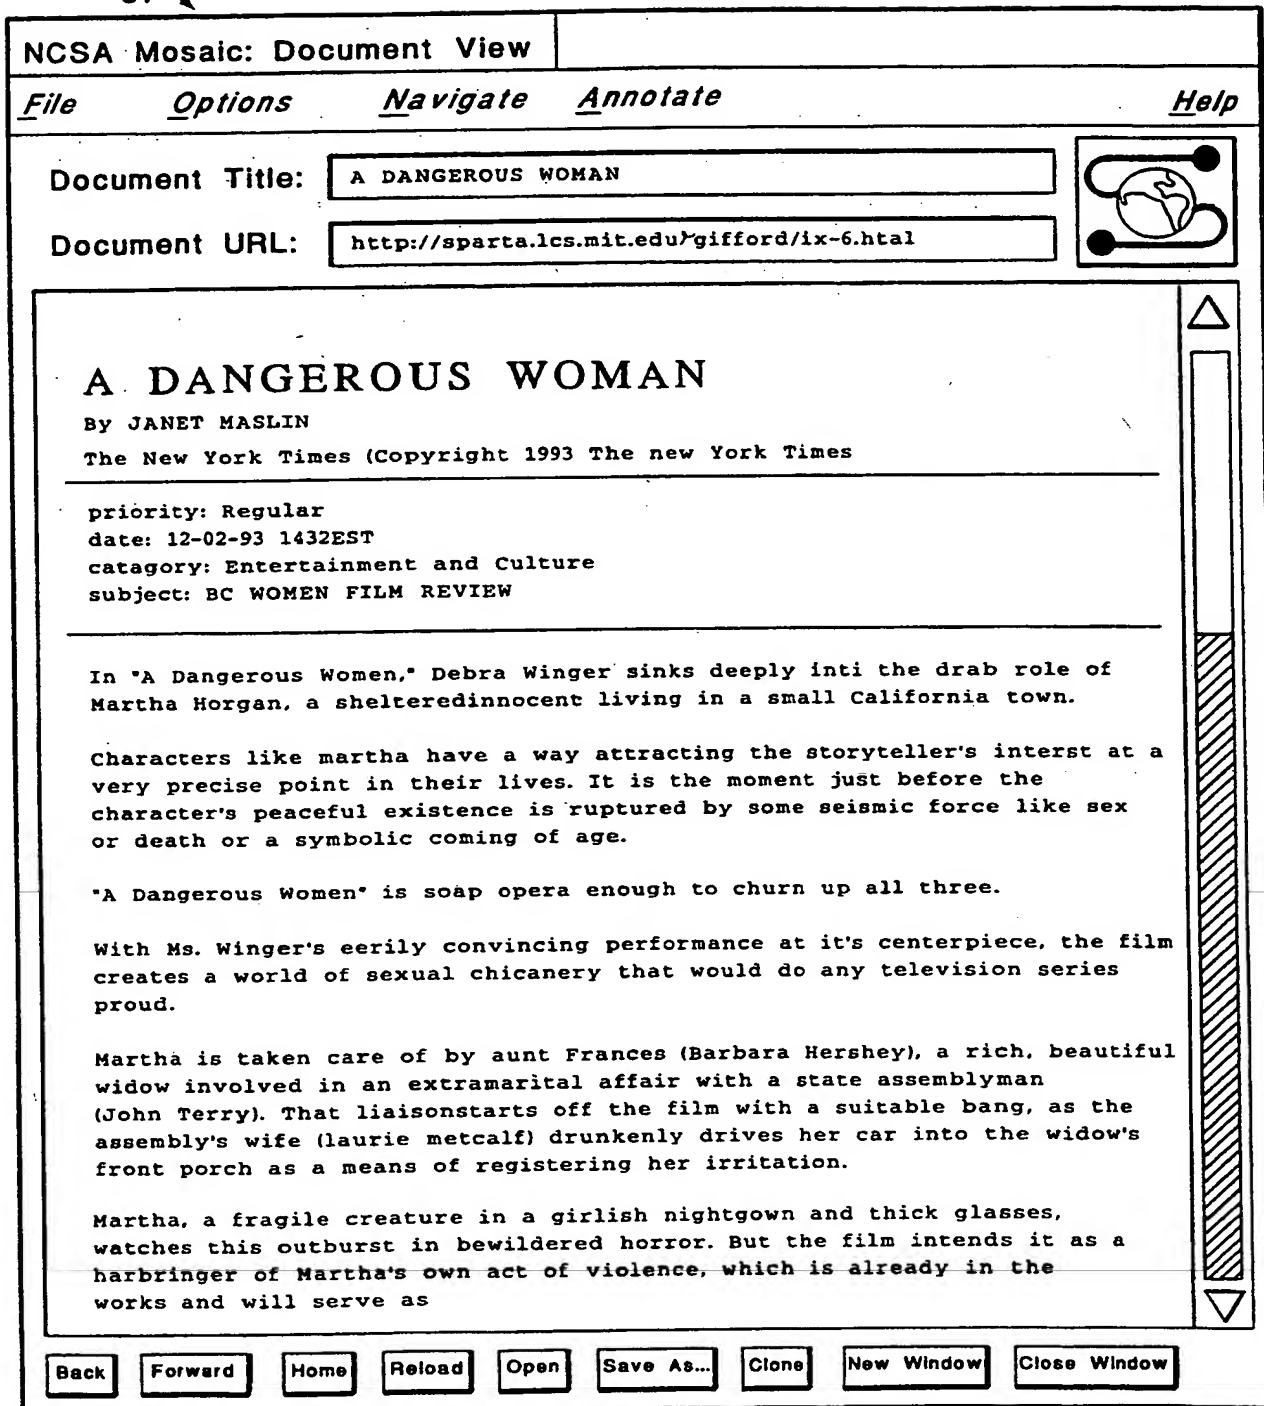 NCSA Mosaic: Document View
File Options Navigate Annotate Help
Document Title: A DANGEROUS WOMAN
Document URL: http://sparta.lcs.mit.edu/~gifford/ix-6.htal
A DANGEROUS WOMAN
By JANET MASLIN
The New York Times (Copyright 1993 The new York Times
priority: Regular
date: 12-02-93 1432EST
catagory: Entertainment and Culture
subject: BC WOMEN FILM REVIEW
In "A Dangerous Women," Debra Winger sinks deeply inti the drab role of
Martha Horgan, a shelteredinnocent living in a small California town.
Characters like martha have a way attracting the storyteller's interst at a
very precise point in their lives. It is the moment just before the
character's peaceful existence is ruptured by some seismic force like sex
or death or a symbolic coming of age.
"A Dangerous Women" is soap opera enough to churn up all three.
With Ms. Winger's eerily convincing performance at it's centerpiece, the film
creates a world of sexual chicanery that would do any television series
proud.
Martha is taken care of by aunt Frances (Barbara Hershey), a rich, beautiful
widow involved in an extramarital affair with a state assemblyman
(John Terry). That liaisonstarts off the film with a suitable bang, as the
assembly's wife (laurie metcalf) drunkenly drives her car into the widow's
front porch as a means of registering her irritation.
Martha, a fragile creature in a girlish nightgown and thick glasses,
watches this outburst in bewildered horror. But the film intends it as a
harbringer of Martha's own act of violence, which is already in the
works and will serve as
Back Forward Home Reload Open Save As... Clone New Window Close Window